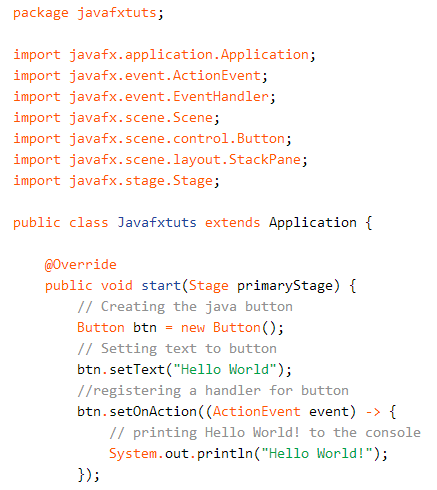 package javafxtuts;
import javafx.application.Application;
import javafx.event.ActionEvent;
import javafx.event.EventHandler;
import javafx.scene.Scene;
import javafx.scene.control.Button;
import javafx.scene.layout.StackPane;
import javafx.stage.Stage;
public class Javafxtuts extends Application {
@Override
public void start(Stage primaryStage) {
// Creating the java button
Button btn = new Button();
// Setting text to button
btn.setText("Hello World");
//registering a handler for button
btn.setOnAction((ActionEvent event) -> {
// printing Hello World! to the console
System.out.println("Hello World!");
});